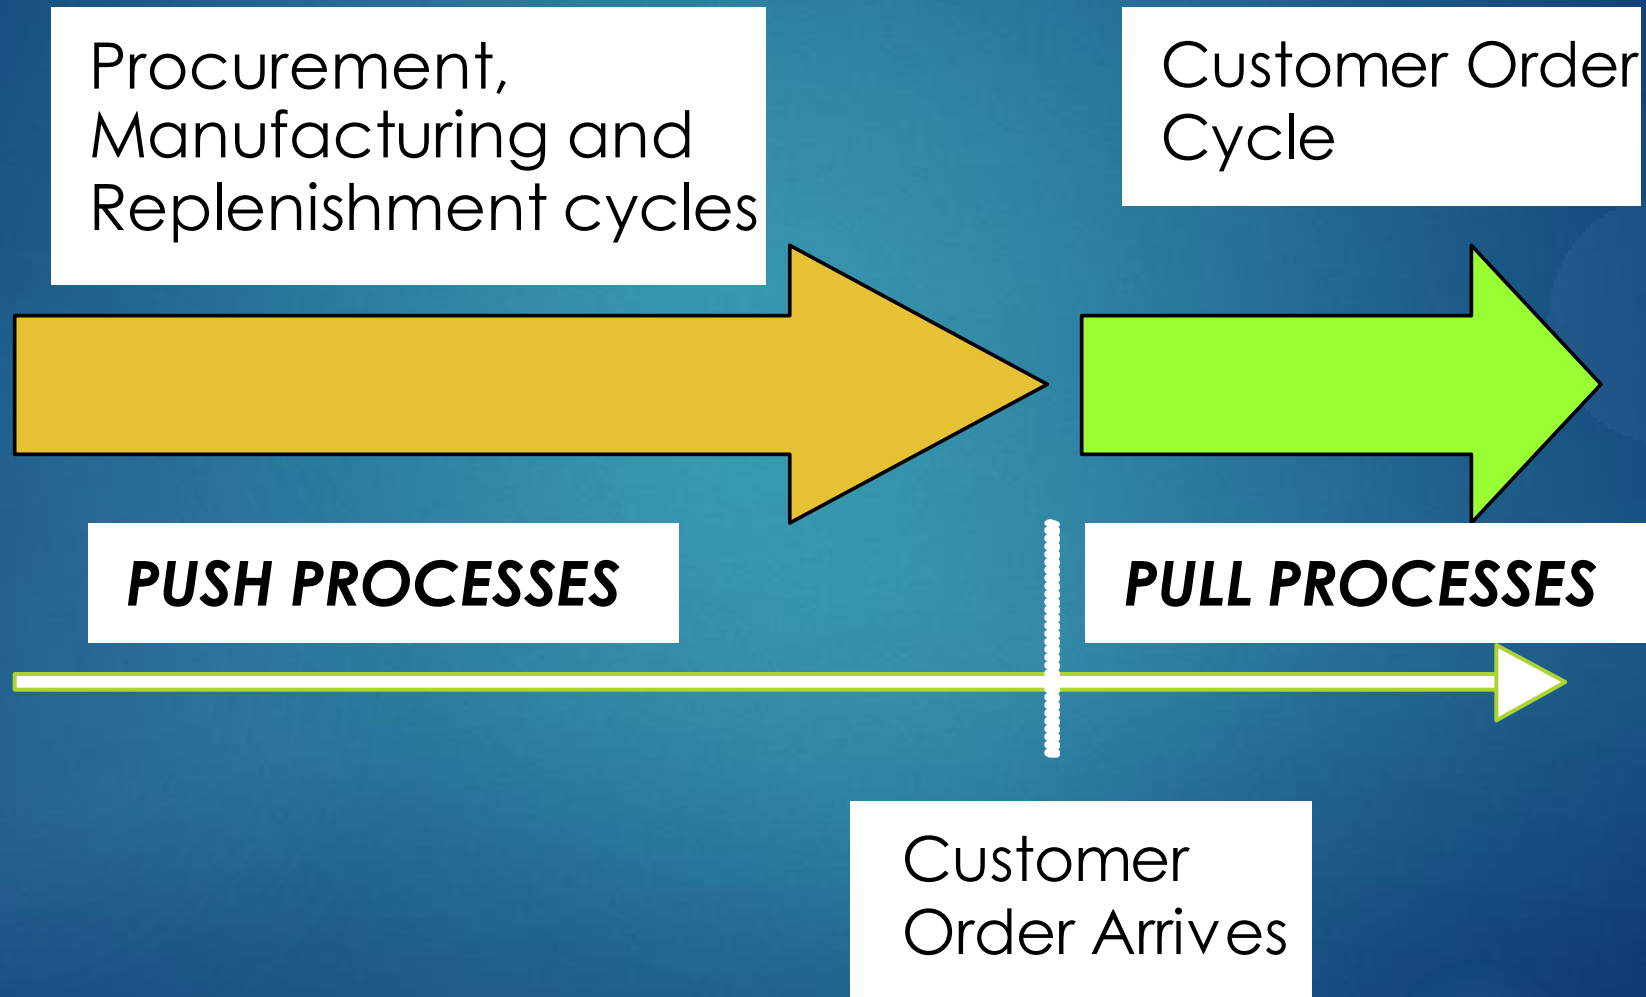 Procurement,
Manufacturing and
Replenishment cycles
Customer Order
Cycle
PUSH PROCESSES
PULL PROCESSES
Customer
Order Arrives